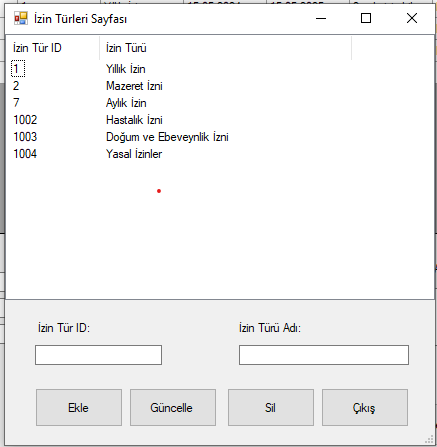 İzin Türleri Sayfası
İzin Tür ID İzin Türü
1 Yıllık İzin
2 Mazeret İzni
7 Aylık İzin
1002 Hastalık İzni
1003 Doğum ve Ebeveynlik İzni
1004 Yasal İzinler
İzin Tür ID: İzin Türü Adı:
Ekle Güncelle Sil Çıkış